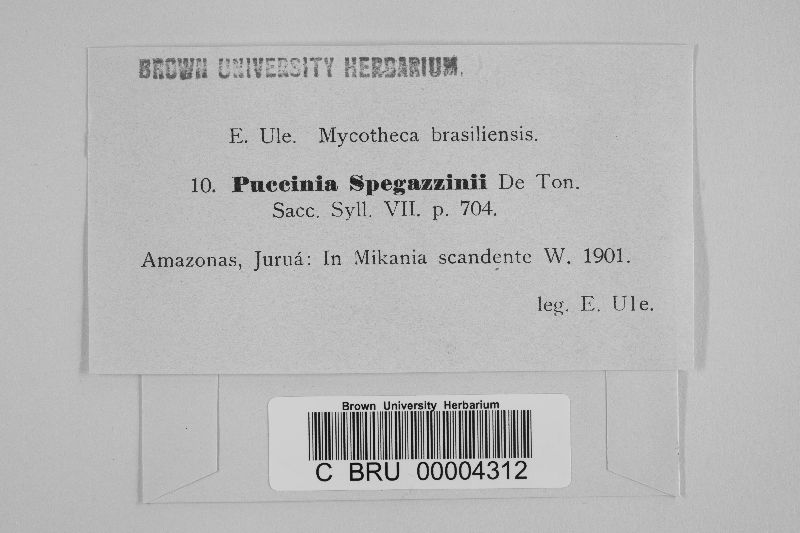 BROWN UNIVERSITY HERBARIUM.
E. Ule. Mycotheca brasiliensis.
10. Puccinia Spegazzinii De Ton.
Sacc. Syll. VII. p. 704.
Amazonas, Juruá: In Mikania scandente W. 1901.
leg. E. Ule.
Brown University Herbarium
C BRU 00004312